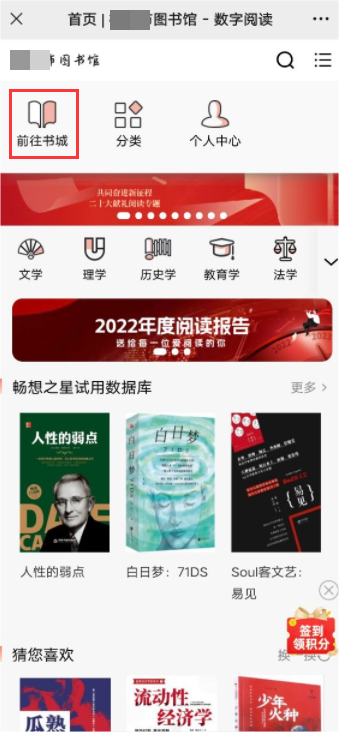 首页 | 市图书馆 - 数字阅读
市图书馆
前往书城
分类
个人中心
共同奋进新征程
二十大献礼阅读专题
文学
理学
历史学
教育学
法学
2022年度阅读报告
送给每一位爱阅读的你
畅想之星试用数据库
更多 >
人性的弱点
白日梦
71DS
易见
人性的弱点
白日梦：71DS
Soul客文艺：
易见
签到
领积分
猜您喜欢
换一换
瓜熟
流动性
经济学
少年
火种